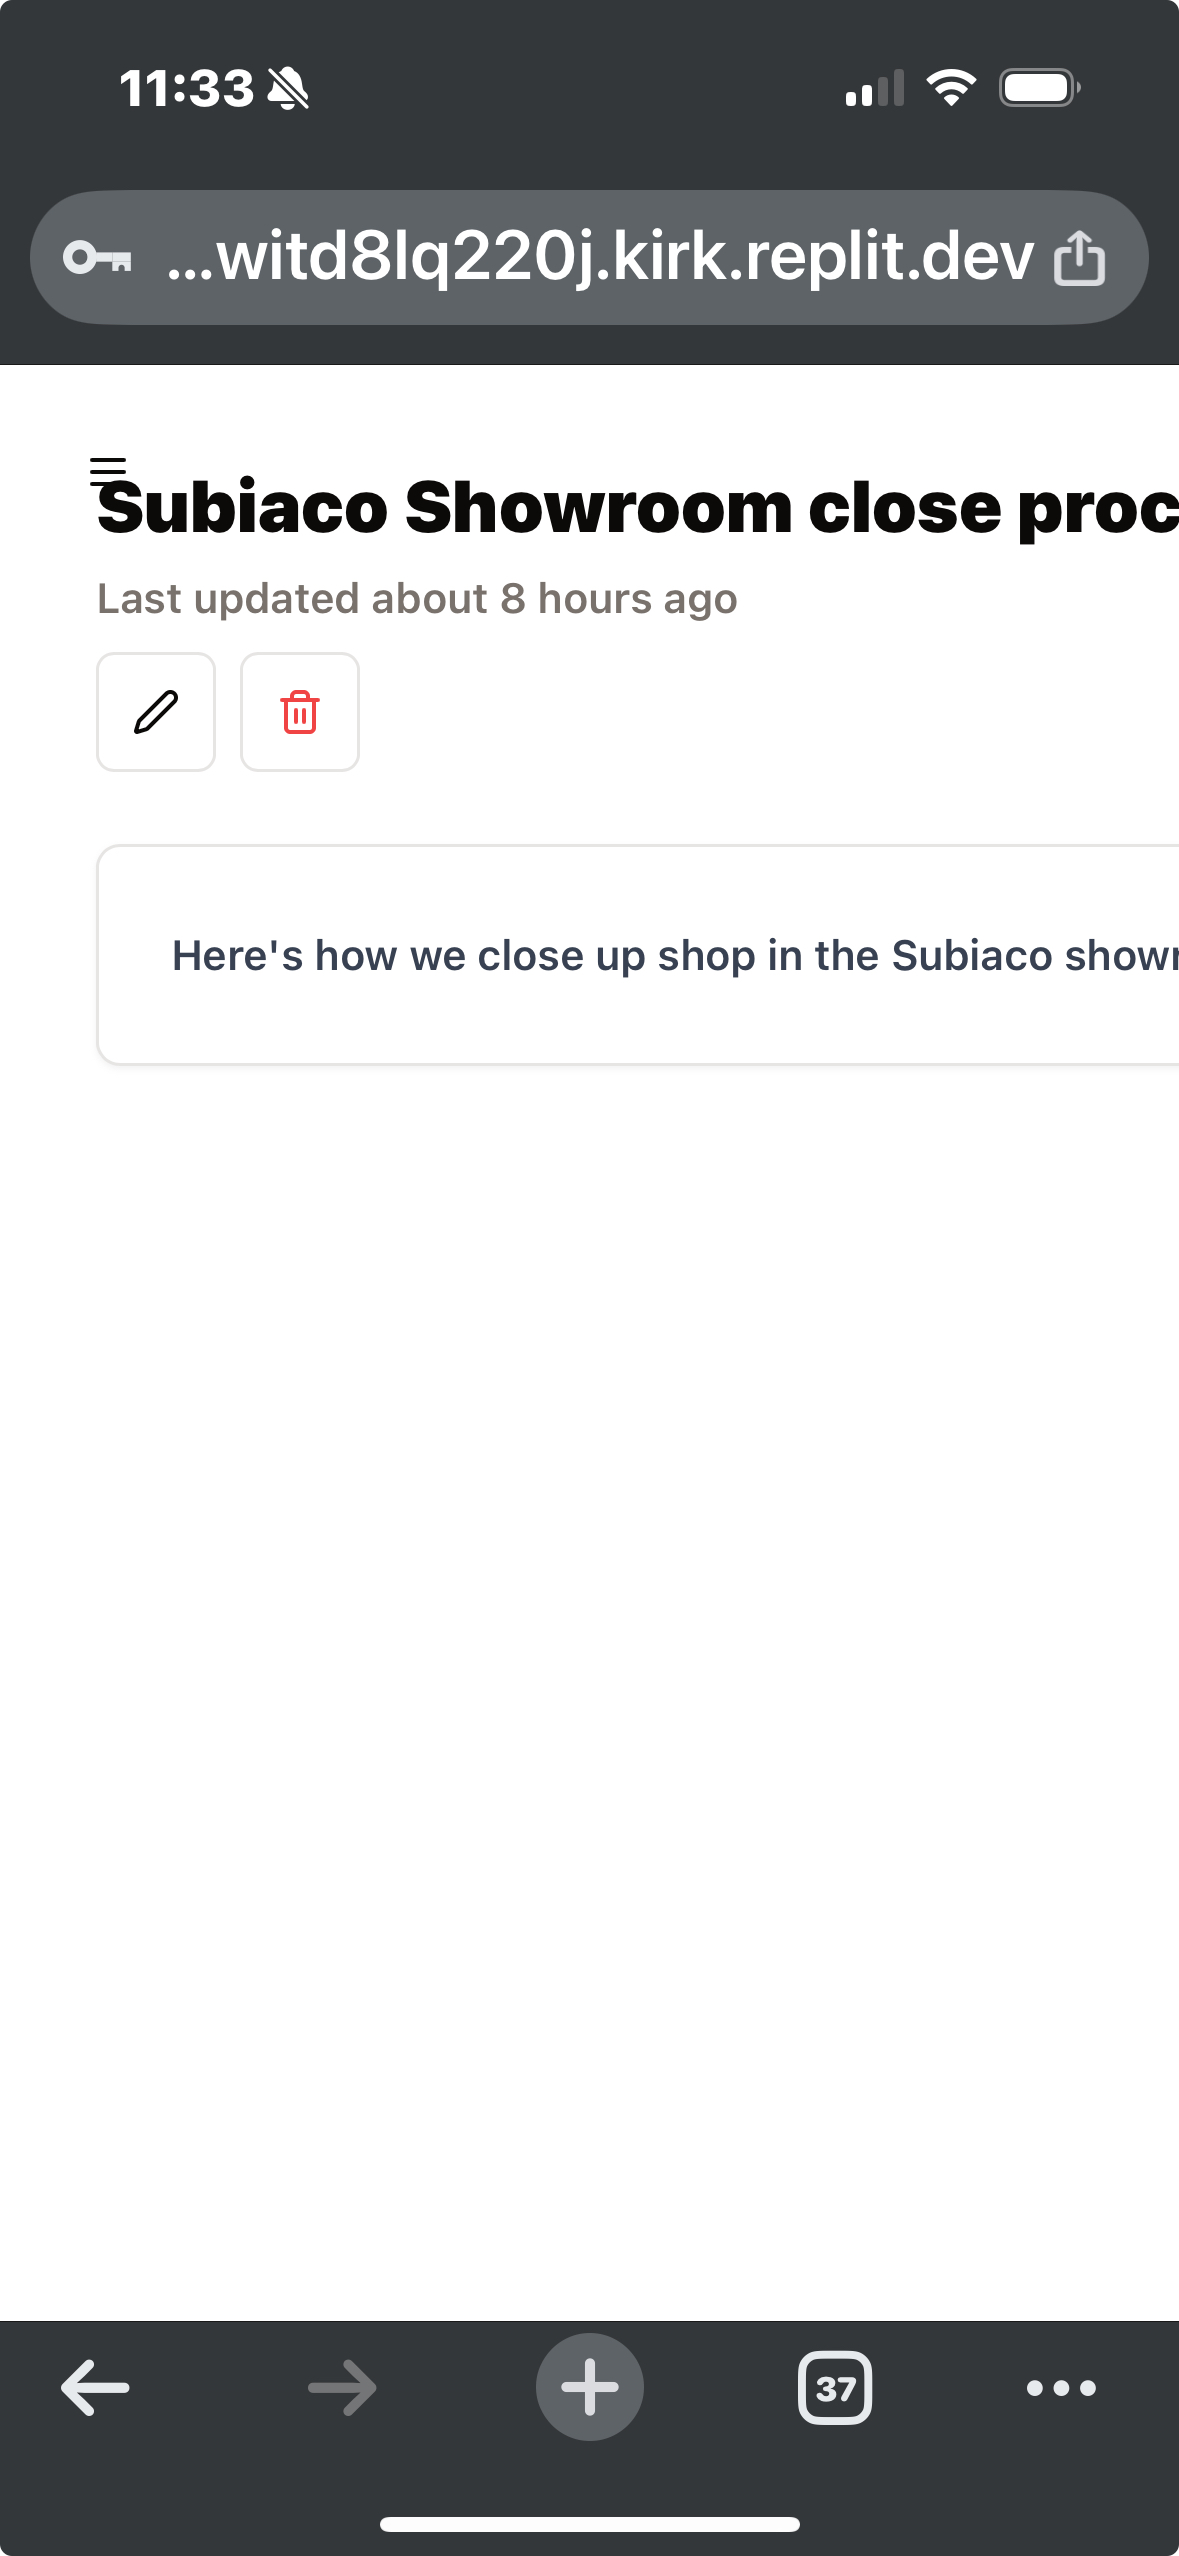 11:33
...witd8lq220j.kirk.replit.dev
Subiaco Showroom close proc
Last updated about 8 hours ago
Here's how we close up shop in the Subiaco showr
37